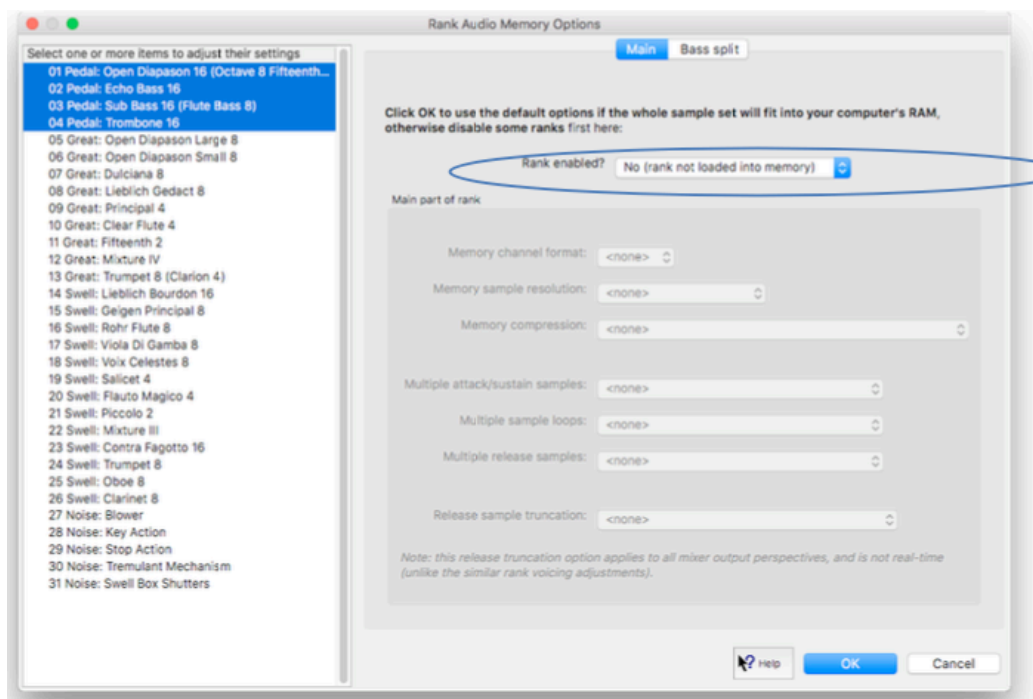 Rank Audio Memory Options
Select one or more items to adjust their settings
01 Pedal: Open Diapason 16 (Octave 8 Fifteenth...
02 Pedal: Echo Bass 16
03 Pedal: Sub Bass 16 (Flute Bass 8)
04 Pedal: Trombone 16
05 Great: Open Diapason Large 8
06 Great: Open Diapason Small 8
07 Great: Dulciana 8
08 Great: Lieblich Gedact 8
09 Great: Principal 4
10 Great: Clear Flute 4
11 Great: Fifteenth 2
12 Great: Mixture IV
13 Great: Trumpet 8 (Clarion 4)
14 Swell: Lieblich Bourdon 16
15 Swell: Geigen Principal 8
16 Swell: Rohr Flute 8
17 Swell: Viola Di Gamba 8
18 Swell: Voix Celestes 8
19 Swell: Salicet 4
20 Swell: Flauto Magico 4
21 Swell: Piccolo 2
22 Swell: Mixture III
23 Swell: Contra Fagotto 16
24 Swell: Trumpet 8
25 Swell: Oboe 8
26 Swell: Clarinet 8
27 Noise: Blower
28 Noise: Key Action
29 Noise: Stop Action
30 Noise: Tremulant Mechanism
31 Noise: Swell Box Shutters
Main Bass split
Click OK to use the default options if the whole sample set will fit into your computer's RAM,
otherwise disable some ranks first here:
Rank enabled? No (rank not loaded into memory)
Main part of rank
Memory channel format: <none>
Memory sample resolution: <none>
Memory compression: <none>
Multiple attack/sustain samples: <none>
Multiple sample loops: <none>
Multiple release samples: <none>
Release sample truncation: <none>
Note: this release truncation option applies to all mixer output perspectives, and is not real-time
(unlike the similar rank voicing adjustments).
? Help OK Cancel